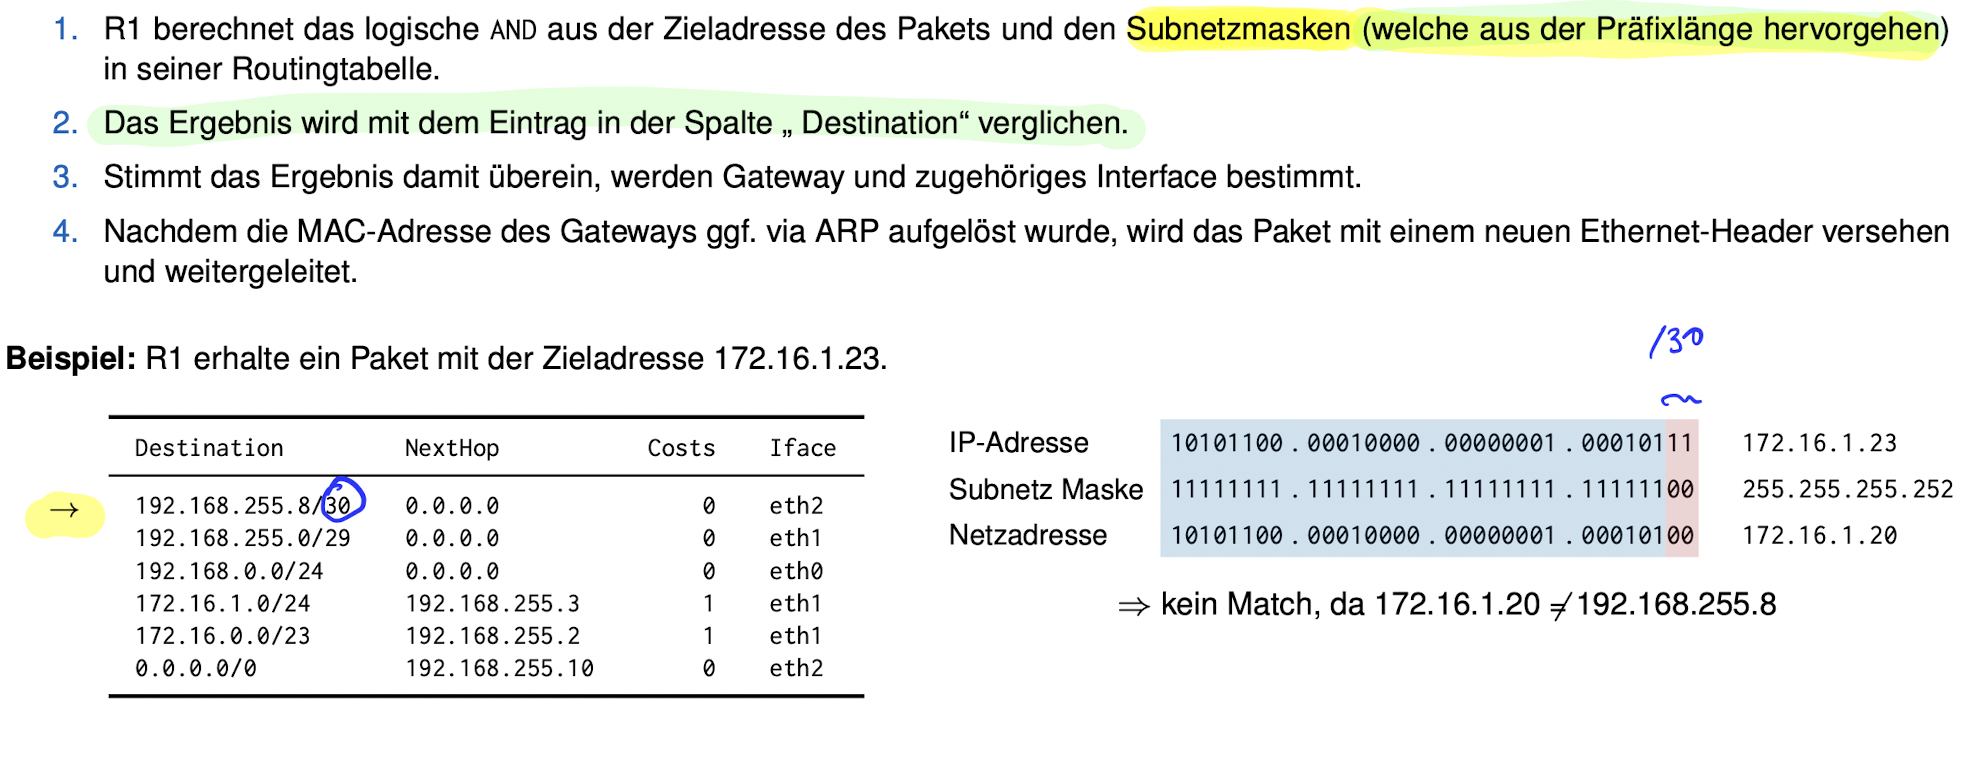 1. R1 berechnet das logische AND aus der Zieladresse des Pakets und den Subnetzmasken (welche aus der Präfixlänge hervorgehen)
in seiner Routingtabelle.
2. Das Ergebnis wird mit dem Eintrag in der Spalte „ Destination“ verglichen.
3. Stimmt das Ergebnis damit überein, werden Gateway und zugehöriges Interface bestimmt.
4. Nachdem die MAC-Adresse des Gateways ggf. via ARP aufgelöst wurde, wird das Paket mit einem neuen Ethernet-Header versehen
und weitergeleitet.
Beispiel: R1 erhalte ein Paket mit der Zieladresse 172.16.1.23.
Destination NextHop Costs Iface
→ 192.168.255.8/30 0.0.0.0 0 eth2
192.168.255.0/29 0.0.0.0 0 eth1
192.168.0.0/24 0.0.0.0 0 eth0
172.16.1.0/24 192.168.255.3 1 eth1
172.16.0.0/23 192.168.255.2 1 eth1
0.0.0.0/0 192.168.255.10 0 eth2
/30
IP-Adresse 10101100.00010000.00000001.00010111 172.16.1.23
Subnetz Maske 11111111.11111111.11111111.11111100 255.255.255.252
Netzadresse 10101100.00010000.00000001.00010100 172.16.1.20
⇒ kein Match, da 172.16.1.20 ≠ 192.168.255.8